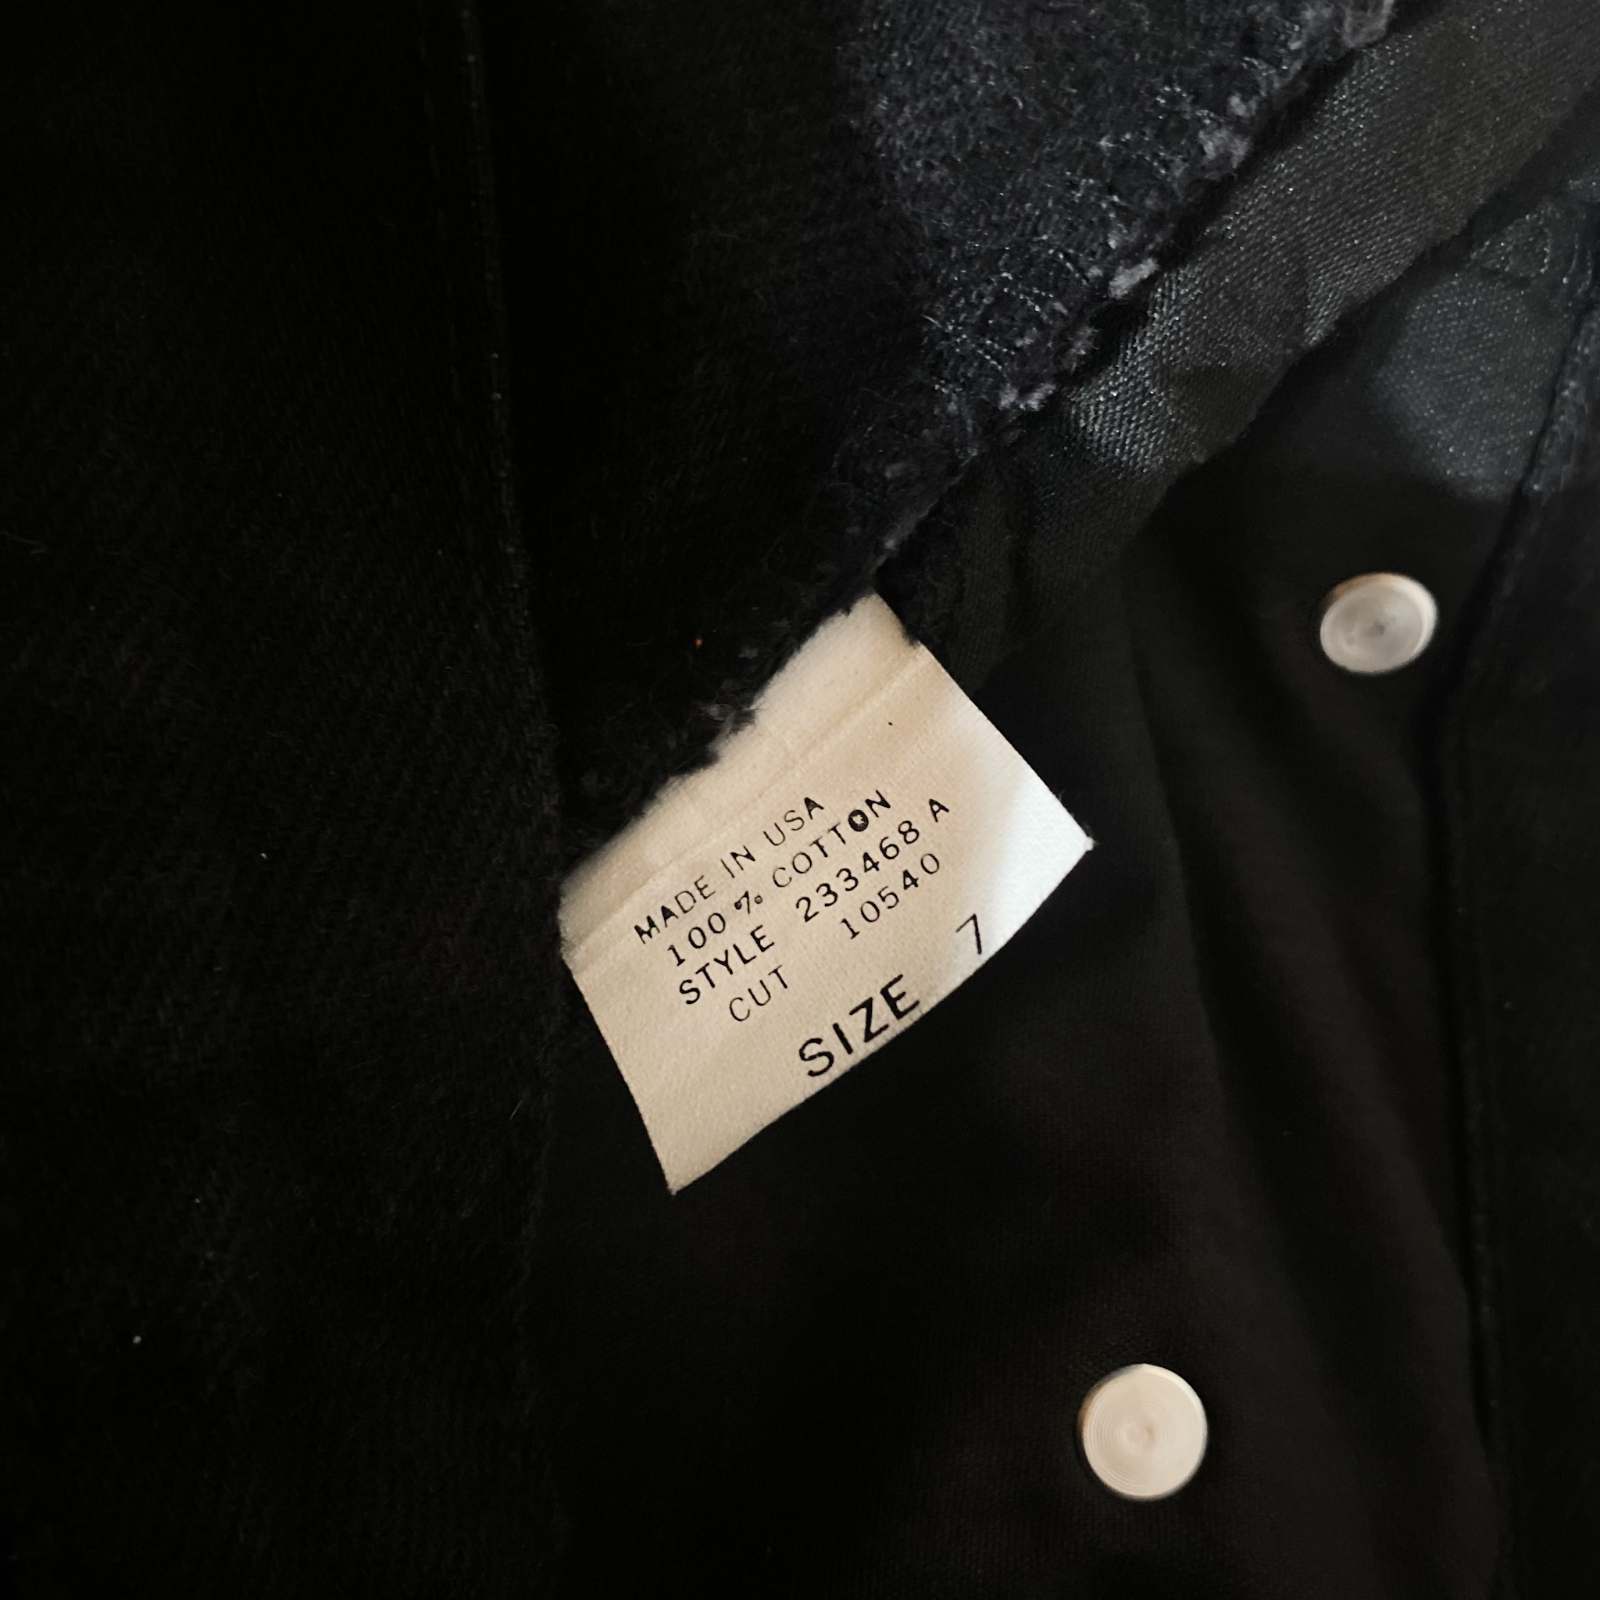 MADE IN USA
100% COTTON
STYLE 233468 A
CUT 10540
SIZE 7